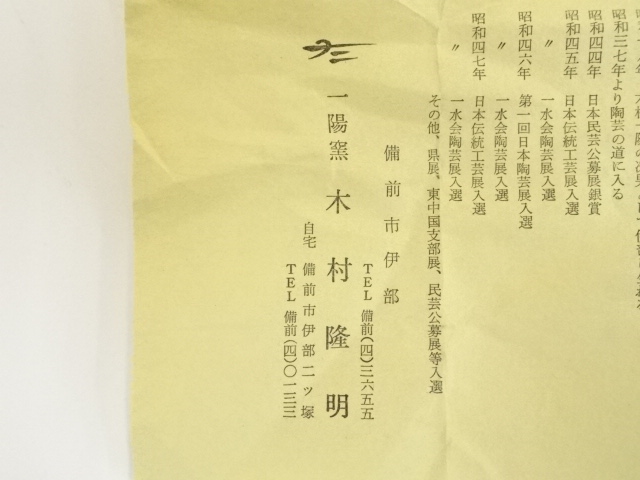 昭和三七年より陶芸の道に入る
昭和四四年 日本民芸公募展銀賞
昭和四五年 日本伝統工芸展入選
〃 一水会陶芸展入選
昭和四六年 第一回日本陶芸展入選
〃 一水会陶芸展入選
昭和四七年 日本伝統工芸展入選
〃 一水会陶芸展入選
その他、県展、東中国支部展、民芸公募展等入選
備前市伊部
TEL 備前(四)三六五五
一陽窯 木村隆明
自宅 備前市伊部二ツ塚
TEL 備前(四)〇一三三